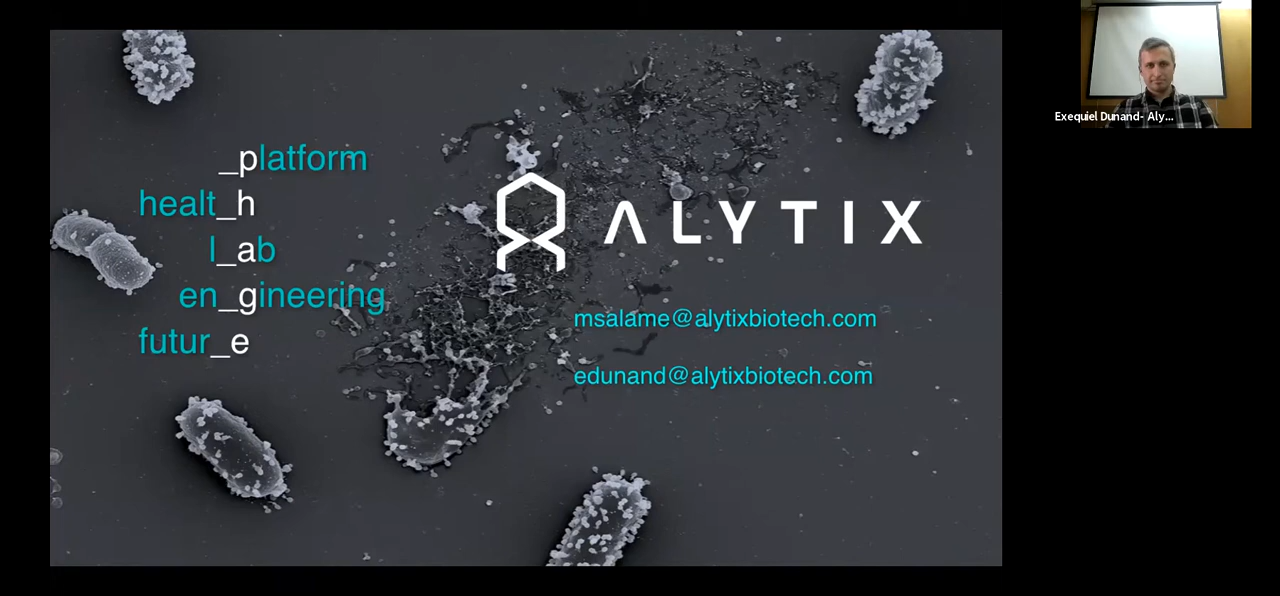 _platform
healt_h
l_ab
en_gineering
futur_e
ALYTIX
msalame@alytixbiotech.com
edunand@alytixbiotech.com
Exequiel Dunand- Aly...